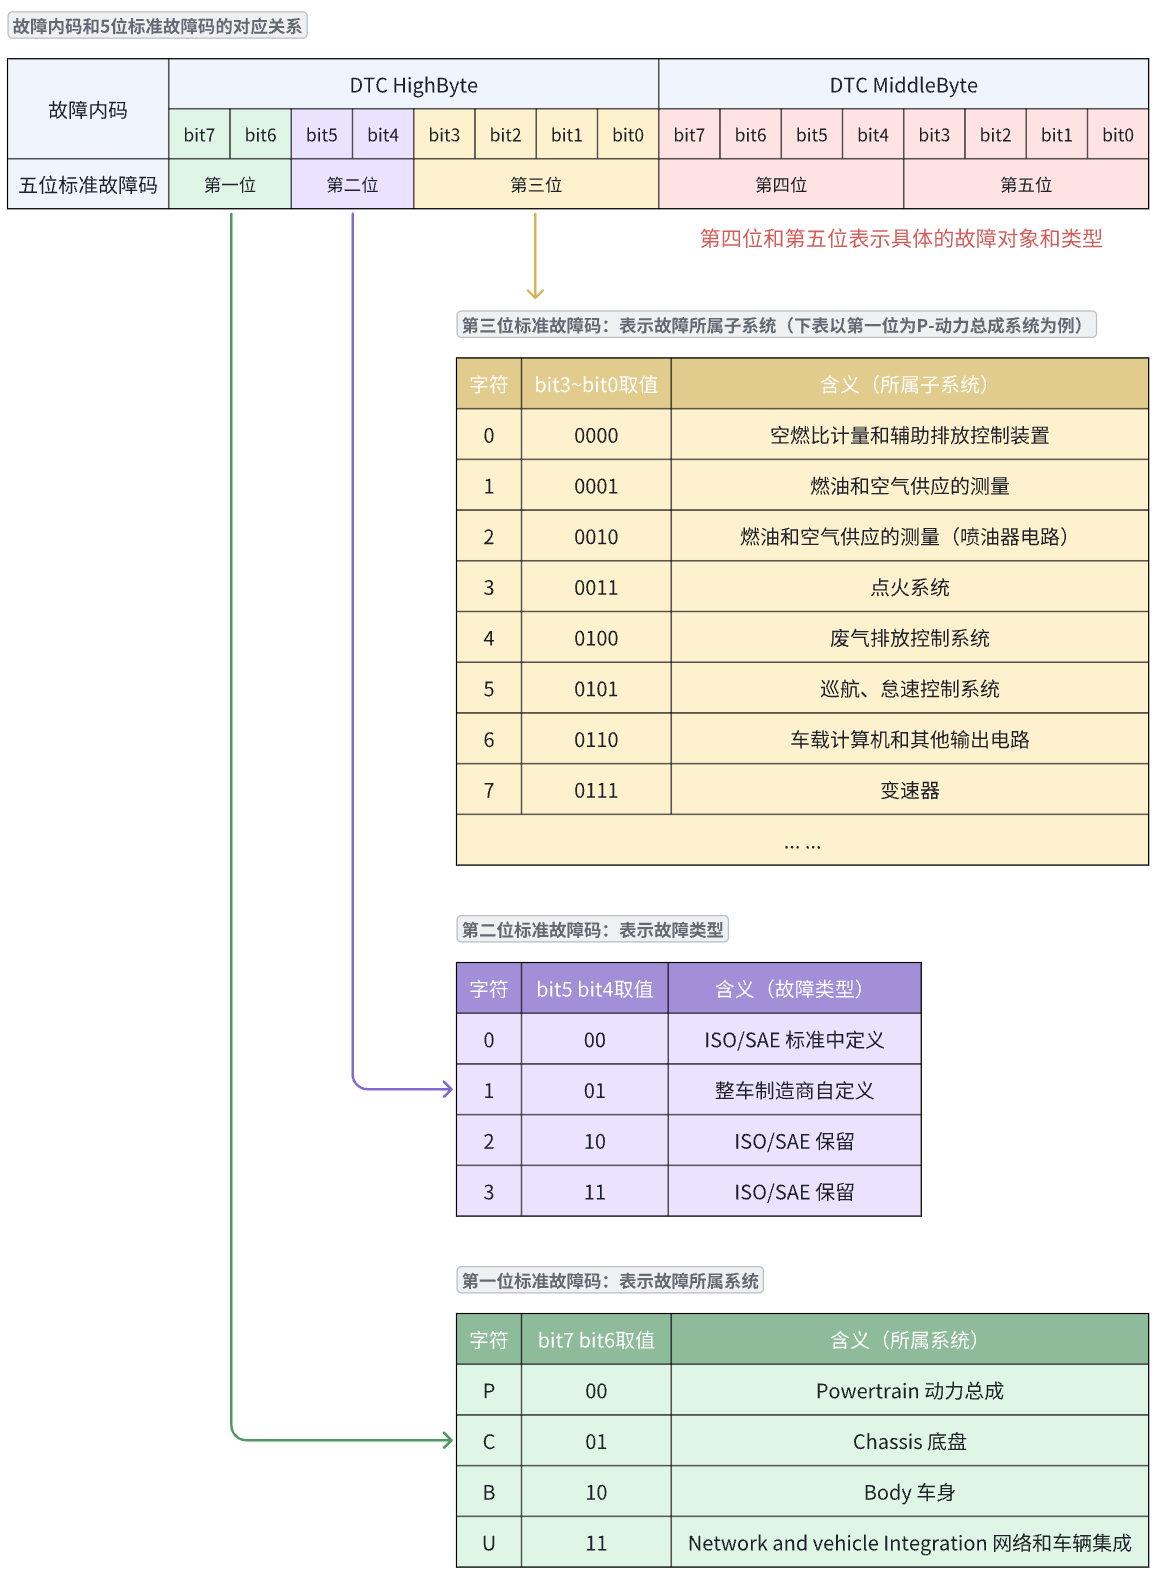 故障内码和5位标准故障码的对应关系
故障内码 DTC HighByte DTC MiddleByte
bit7 bit6 bit5 bit4 bit3 bit2 bit1 bit0 bit7 bit6 bit5 bit4 bit3 bit2 bit1 bit0
五位标准故障码 第一位 第二位 第三位 第四位 第五位
第四位和第五位表示具体的故障对象和类型
第三位标准故障码：表示故障所属子系统（下表以第一位为P-动力总成系统为例）
字符 bit3~bit0取值 含义（所属子系统）
0 0000 空燃比计量和辅助排放控制装置
1 0001 燃油和空气供应的测量
2 0010 燃油和空气供应的测量（喷油器电路）
3 0011 点火系统
4 0100 废气排放控制系统
5 0101 巡航、怠速控制系统
6 0110 车载计算机和其他输出电路
7 0111 变速器
... ...
第二位标准故障码：表示故障类型
字符 bit5 bit4取值 含义（故障类型）
0 00 ISO/SAE 标准中定义
1 01 整车制造商自定义
2 10 ISO/SAE 保留
3 11 ISO/SAE 保留
第一位标准故障码：表示故障所属系统
字符 bit7 bit6取值 含义（所属系统）
P 00 Powertrain 动力总成
C 01 Chassis 底盘
B 10 Body 车身
U 11 Network and vehicle Integration 网络和车辆集成